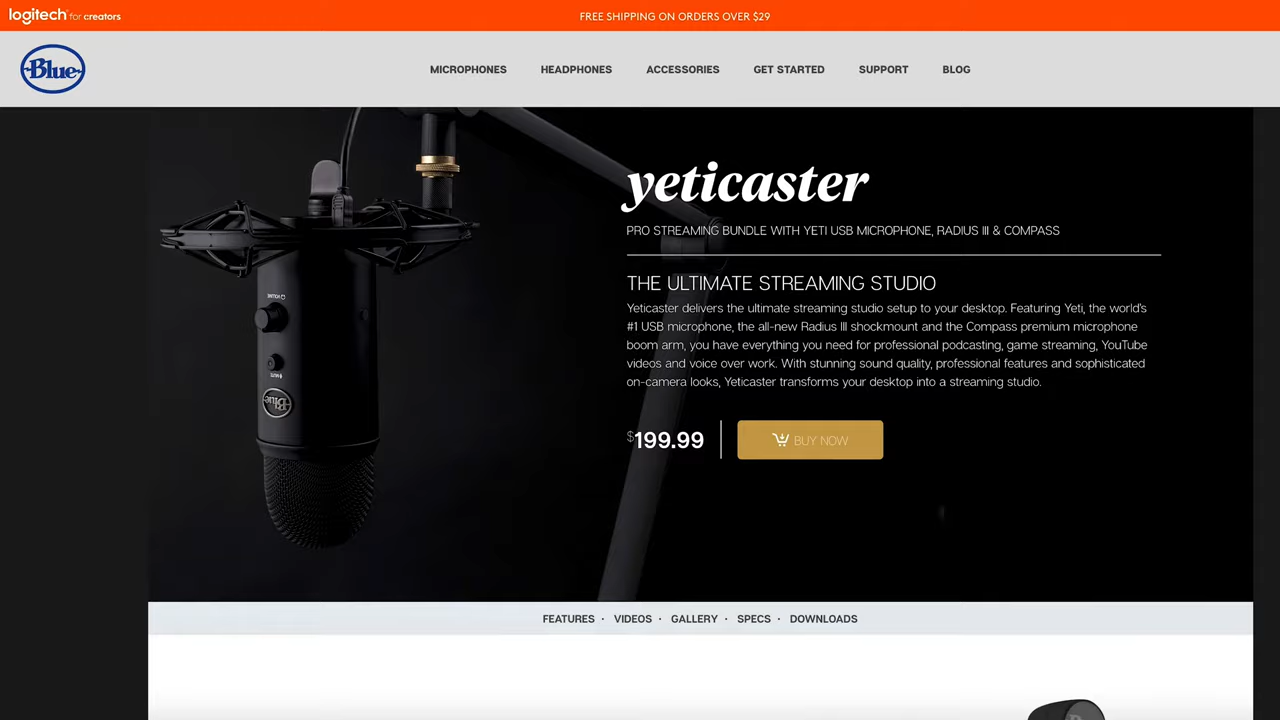 logitech for creators
FREE SHIPPING ON ORDERS OVER $29
Blue
MICROPHONES HEADPHONES ACCESSORIES GET STARTED SUPPORT BLOG
yeticaster
PRO STREAMING BUNDLE WITH YETI USB MICROPHONE, RADIUS III & COMPASS
THE ULTIMATE STREAMING STUDIO
Yeticaster delivers the ultimate streaming studio setup to your desktop. Featuring Yeti, the world's
#1 USB microphone, the all-new Radius III shockmount and the Compass premium microphone
boom arm, you have everything you need for professional podcasting, game streaming, YouTube
videos and voice over work. With stunning sound quality, professional features and sophisticated
on-camera looks, Yeticaster transforms your desktop into a streaming studio.
$199.99
BUY NOW
VOLUME
MUTE
Blue
FEATURES · VIDEOS · GALLERY · SPECS · DOWNLOADS